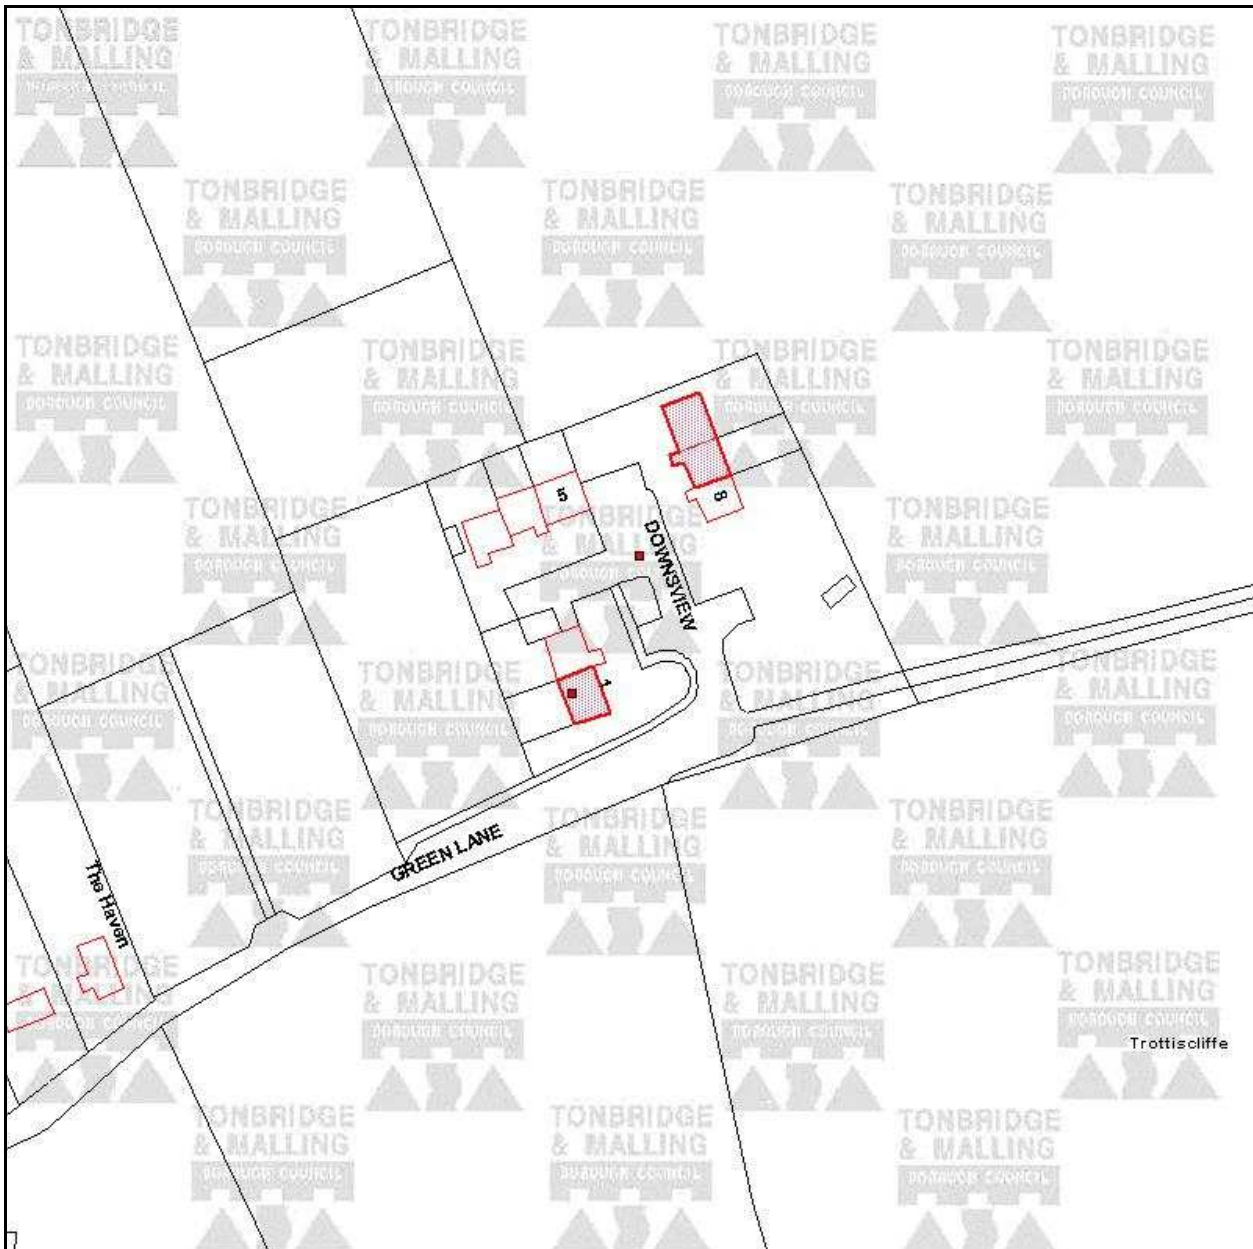 TONBRIDGE
& MALLING
BOROUGH COUNCIL
5
8
DOWNSVIEW
1
GREEN LANE
The Haven
Trottiscliffe